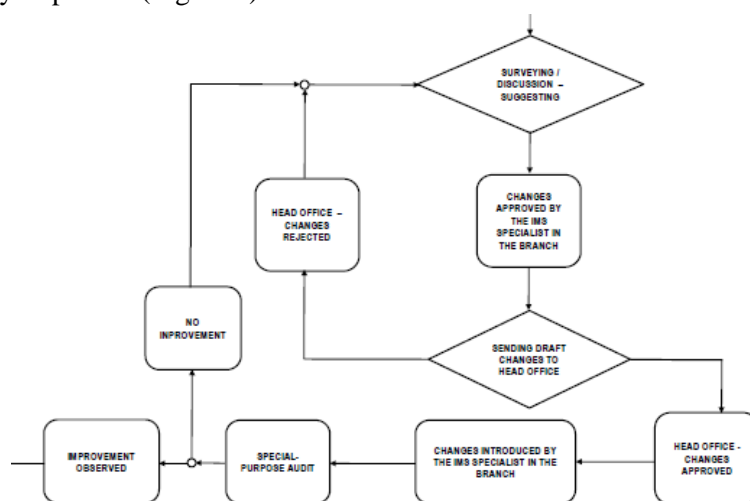 SURVEYING /
DISCUSSION –
SUGGESTING
HEAD OFFICE –
CHANGES
REJECTED
CHANGES
APPROVED BY
THE IMS
SPECIALIST IN
THE BRANCH
NO
INPROVEMENT
SENDING DRAFT
CHANGES TO
HEAD OFFICE
IMPROVEMENT
OBSERVED
SPECIAL-
PURPOSE AUDIT
CHANGES INTRODUCED BY
THE IMS SPECIALIST IN THE
BRANCH
HEAD OFFICE -
CHANGES
APPROVED